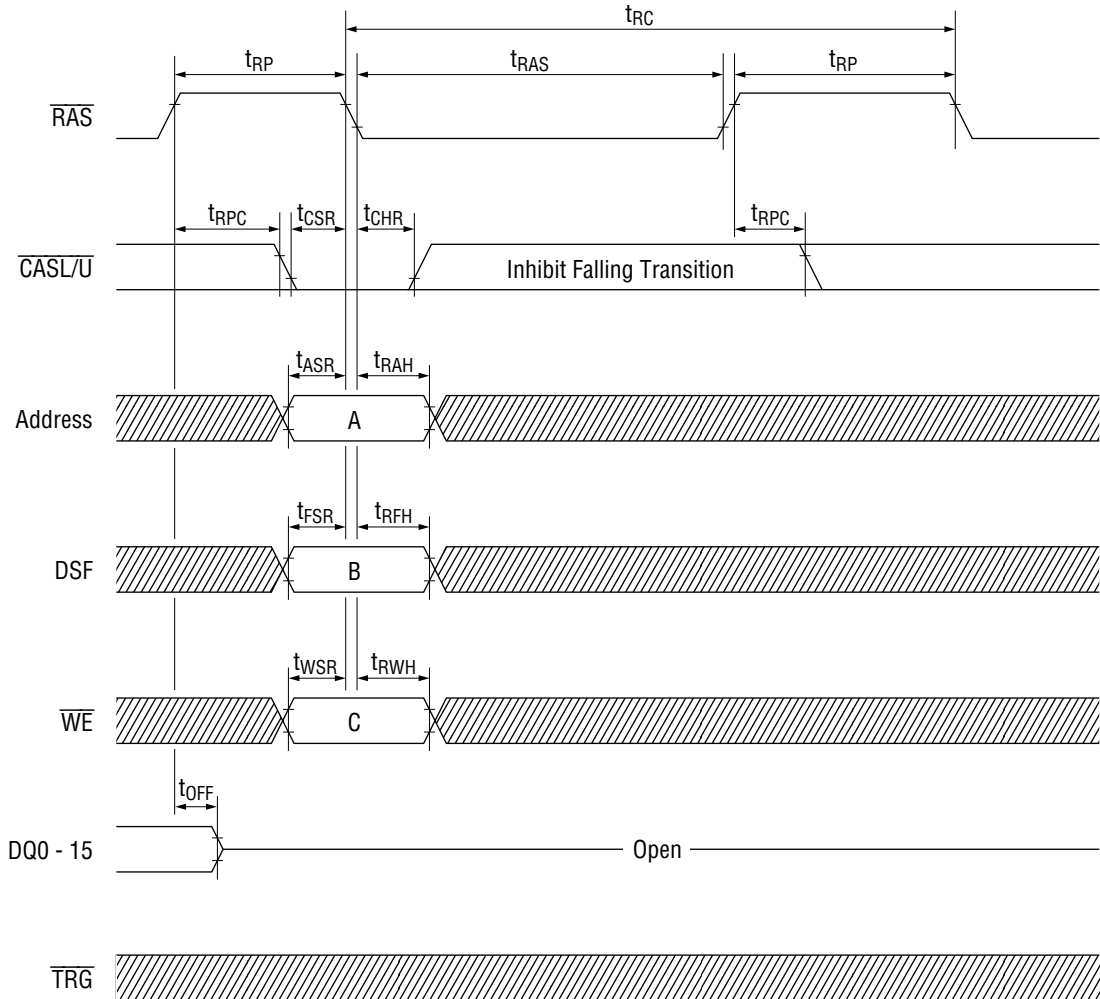 tRC
tRP tRAS tRP
RAS
tRPC tCSR tCHR tRPC
CASL/U Inhibit Falling Transition
tASR tRAH
Address A
tFSR tRFH
DSF B
tWSR tRWH
WE C
tOFF
DQ0 - 15 Open
TRG